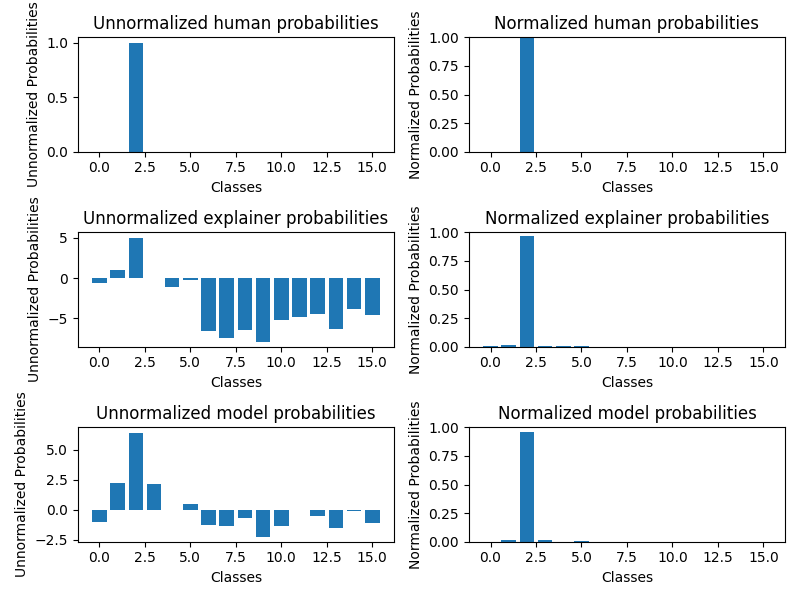 Unnormalized human probabilities
Unnormalized Probabilities
1.0
0.5
0.0
0.0 2.5 5.0 7.5 10.0 12.5 15.0
Classes
Normalized human probabilities
Normalized Probabilities
1.00
0.75
0.50
0.25
0.00
0.0 2.5 5.0 7.5 10.0 12.5 15.0
Classes
Unnormalized explainer probabilities
Unnormalized Probabilities
5
0
−5
0.0 2.5 5.0 7.5 10.0 12.5 15.0
Classes
Normalized explainer probabilities
Normalized Probabilities
1.00
0.75
0.50
0.25
0.00
0.0 2.5 5.0 7.5 10.0 12.5 15.0
Classes
Unnormalized model probabilities
Unnormalized Probabilities
5.0
2.5
0.0
−2.5
0.0 2.5 5.0 7.5 10.0 12.5 15.0
Classes
Normalized model probabilities
Normalized Probabilities
1.00
0.75
0.50
0.25
0.00
0.0 2.5 5.0 7.5 10.0 12.5 15.0
Classes